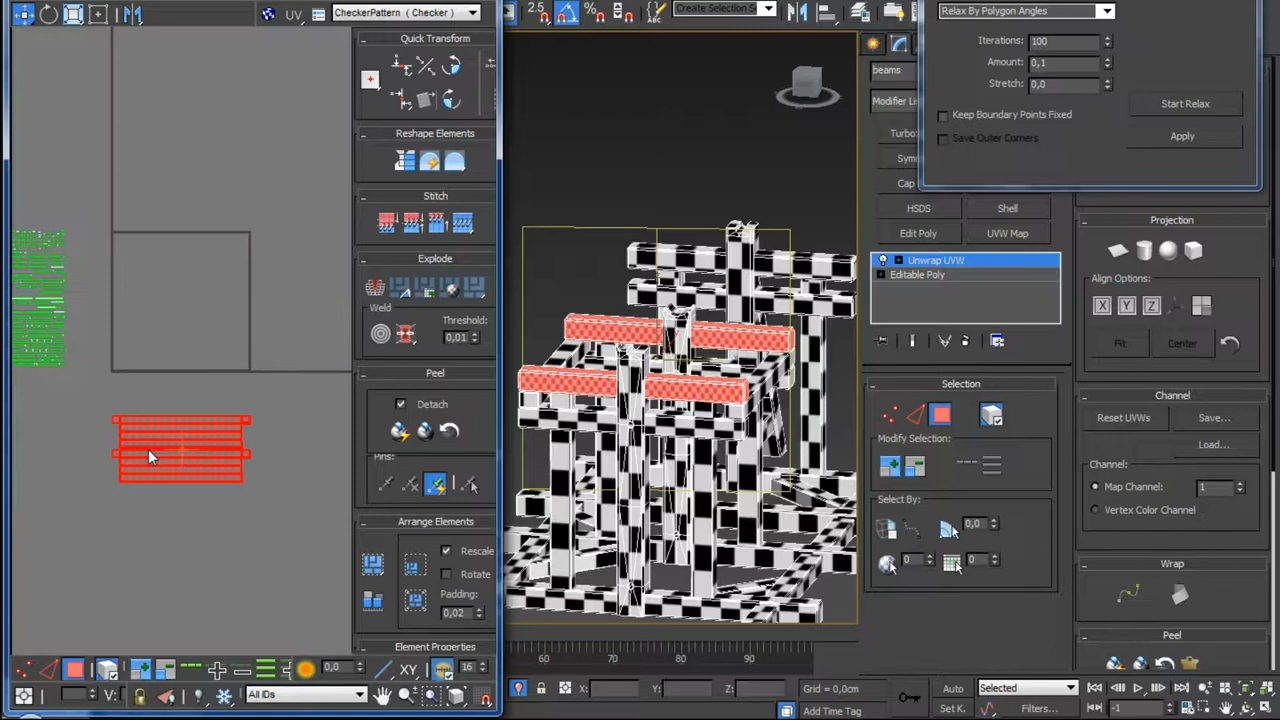 UV
CheckerPattern ( Checker )
2.5
Create Selection Se
Relax By Polygon Angles
Quick Transform
Iterations: 100
Amount: 0,1
Stretch: 0,0
Start Relax
Keep Boundary Points Fixed
Save Outer Corners
Apply
beams
Modifier Lis
Turbo
Sym
Cap
HSDS
Shell
Edit Poly
UV Map
Unwrap UVW
Editable Poly
Reshape Elements
Stitch
Explode
Weld
Threshold:
0,01
Peel
Detach
Pins:
Arrange Elements
Rescale
Rotate
Padding:
0,02
Element Properties
Projection
Align Options:
X Y Z
Fit
Center
Channel
Reset UVWs
Save...
Load...
Channel:
Map Channel: 1
Vertex Color Channel
Wrap
Peel
Selection
Modify Selection:
Select By:
0,0
0
0
0,0
XY
16
V:
All IDs
60 70 80 90
X:
Y:
Z:
Grid = 0,0cm
Add Time Tag
Auto
Selected
Set K.
Filters...
-1